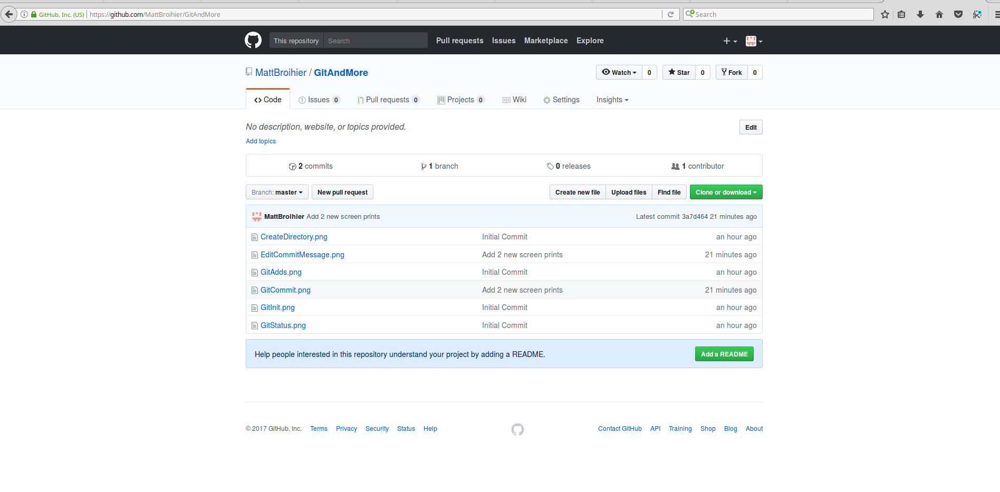 GitHub, Inc. (US) https://github.com/MattBroihier/GitAndMore Search
This repository Search Pull requests Issues Marketplace Explore
MattBroihier / GitAndMore Watch 0 Star 0 Fork 0
Code Issues 0 Pull requests 0 Projects 0 Wiki Settings Insights
No description, website, or topics provided. Edit
Add topics
2 commits 1 branch 0 releases 1 contributor
Branch: master New pull request Create new file Upload files Find file Clone or download
MattBroihier Add 2 new screen prints Latest commit 3a7d464 21 minutes ago
CreateDirectory.png Initial Commit an hour ago
EditCommitMessage.png Add 2 new screen prints 21 minutes ago
GitAdds.png Initial Commit an hour ago
GitCommit.png Add 2 new screen prints 21 minutes ago
GitInit.png Initial Commit an hour ago
GitStatus.png Initial Commit an hour ago
Help people interested in this repository understand your project by adding a README. Add a README
© 2017 GitHub, Inc. Terms Privacy Security Status Help Contact GitHub API Training Shop Blog About